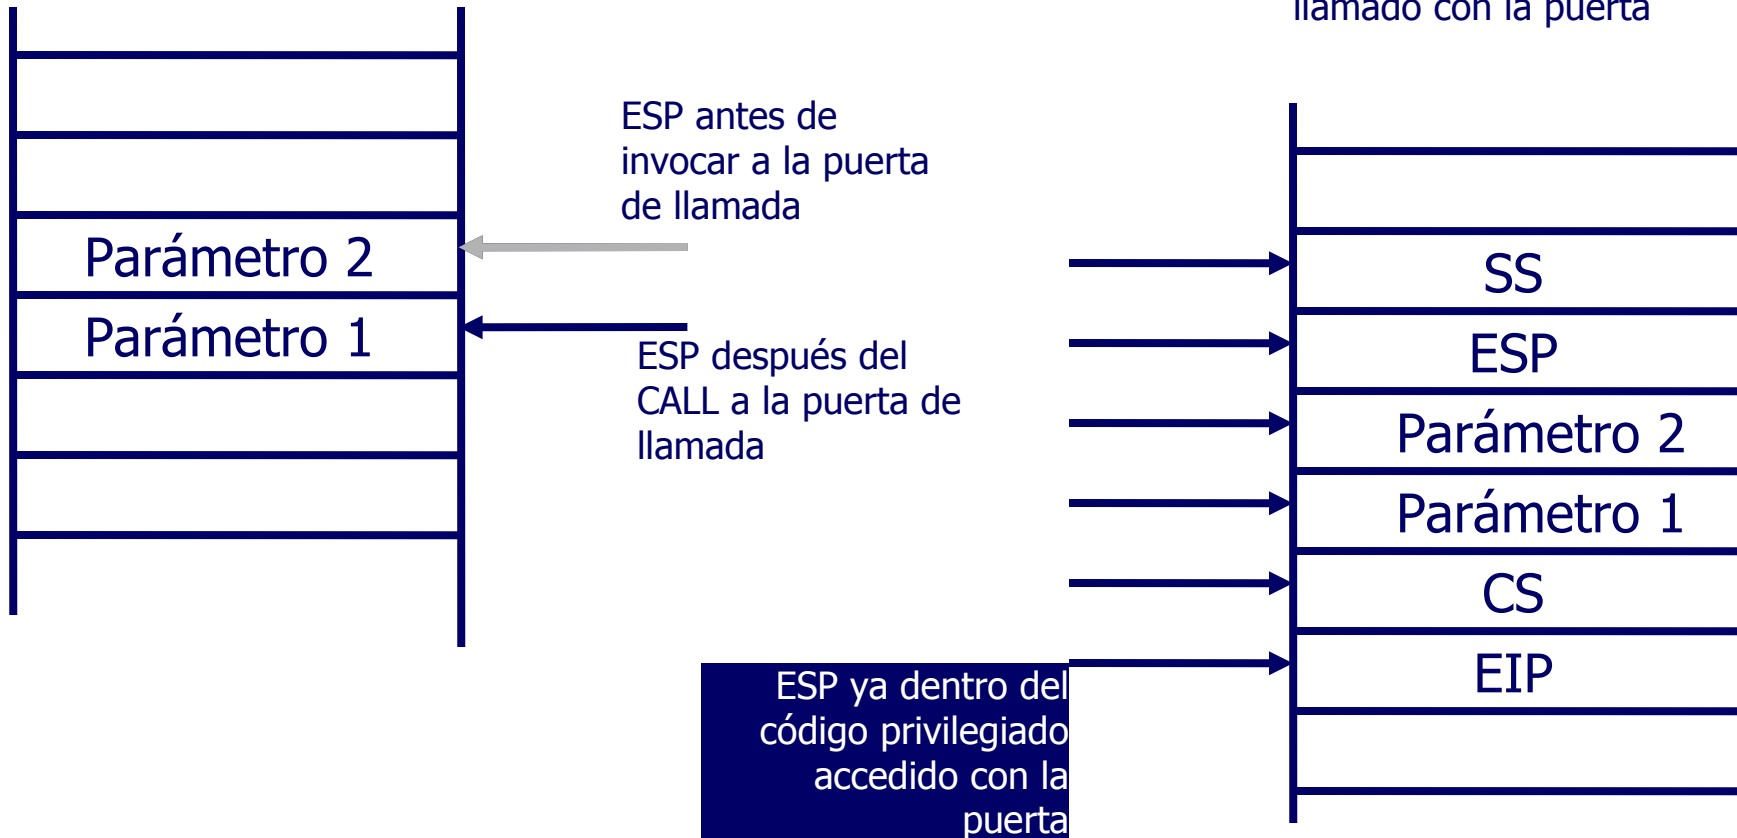 llamado con la puerta
ESP antes de
invocar a la puerta
de llamada
Parámetro 2
Parámetro 1
ESP después del
CALL a la puerta de
llamada
SS
ESP
Parámetro 2
Parámetro 1
CS
EIP
ESP ya dentro del
código privilegiado
accedido con la
puerta